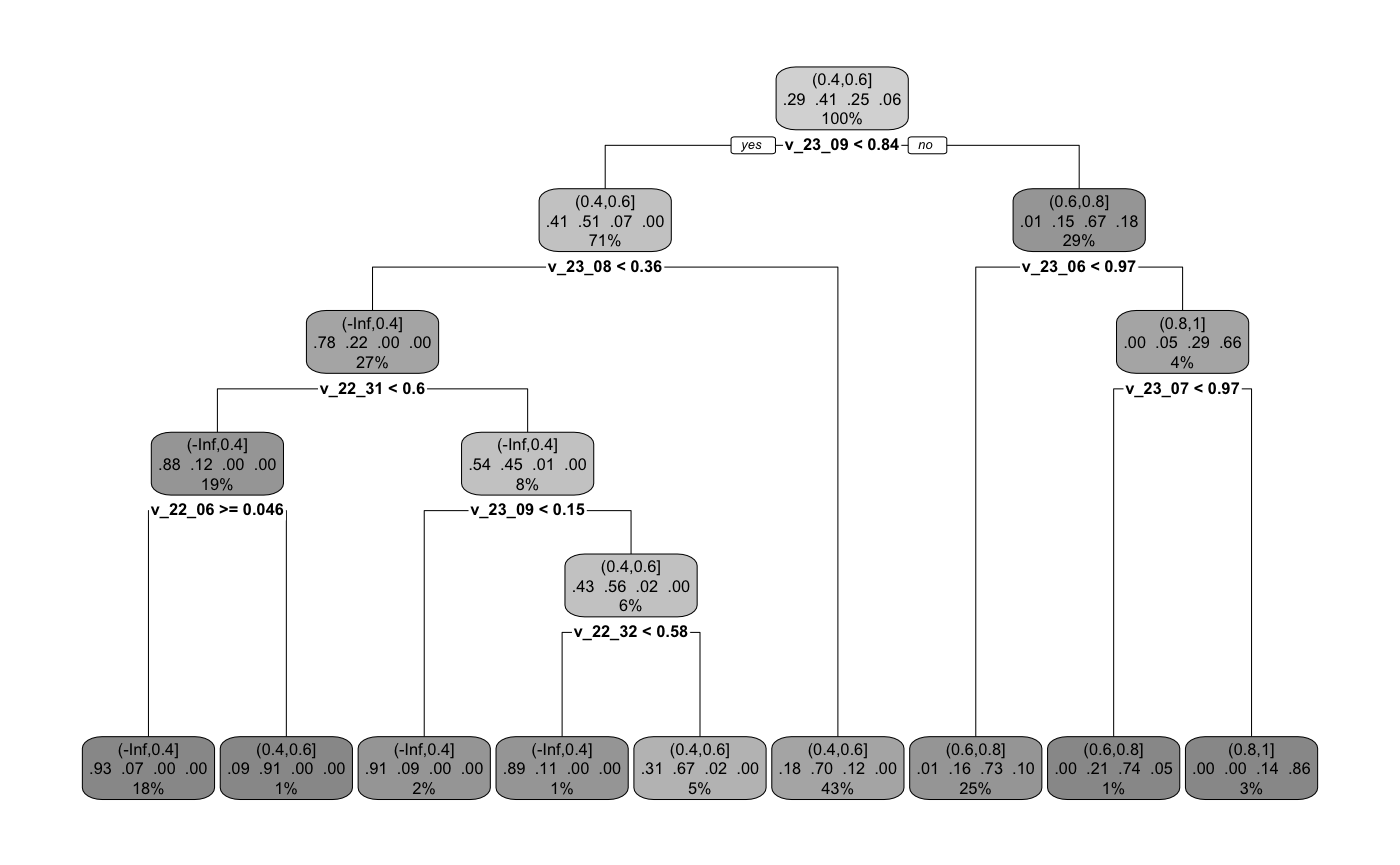 (0.4,0.6]
.29 .41 .25 .06
100%
yes v_23_09 < 0.84 no
(0.4,0.6]
.41 .51 .07 .00
71%
(0.6,0.8]
.01 .15 .67 .18
29%
v_23_08 < 0.36
v_23_06 < 0.97
(-Inf,0.4]
.78 .22 .00 .00
27%
(0.8,1]
.00 .05 .29 .66
4%
v_22_31 < 0.6
v_23_07 < 0.97
(-Inf,0.4]
.88 .12 .00 .00
19%
(-Inf,0.4]
.54 .45 .01 .00
8%
v_22_06 >= 0.046
v_23_09 < 0.15
(0.4,0.6]
.43 .56 .02 .00
6%
v_22_32 < 0.58
(-Inf,0.4]
.93 .07 .00 .00
18%
(0.4,0.6]
.09 .91 .00 .00
1%
(-Inf,0.4]
.91 .09 .00 .00
2%
(-Inf,0.4]
.89 .11 .00 .00
1%
(0.4,0.6]
.31 .67 .02 .00
5%
(0.4,0.6]
.18 .70 .12 .00
43%
(0.6,0.8]
.01 .16 .73 .10
25%
(0.6,0.8]
.00 .21 .74 .05
1%
(0.8,1]
.00 .00 .14 .86
3%